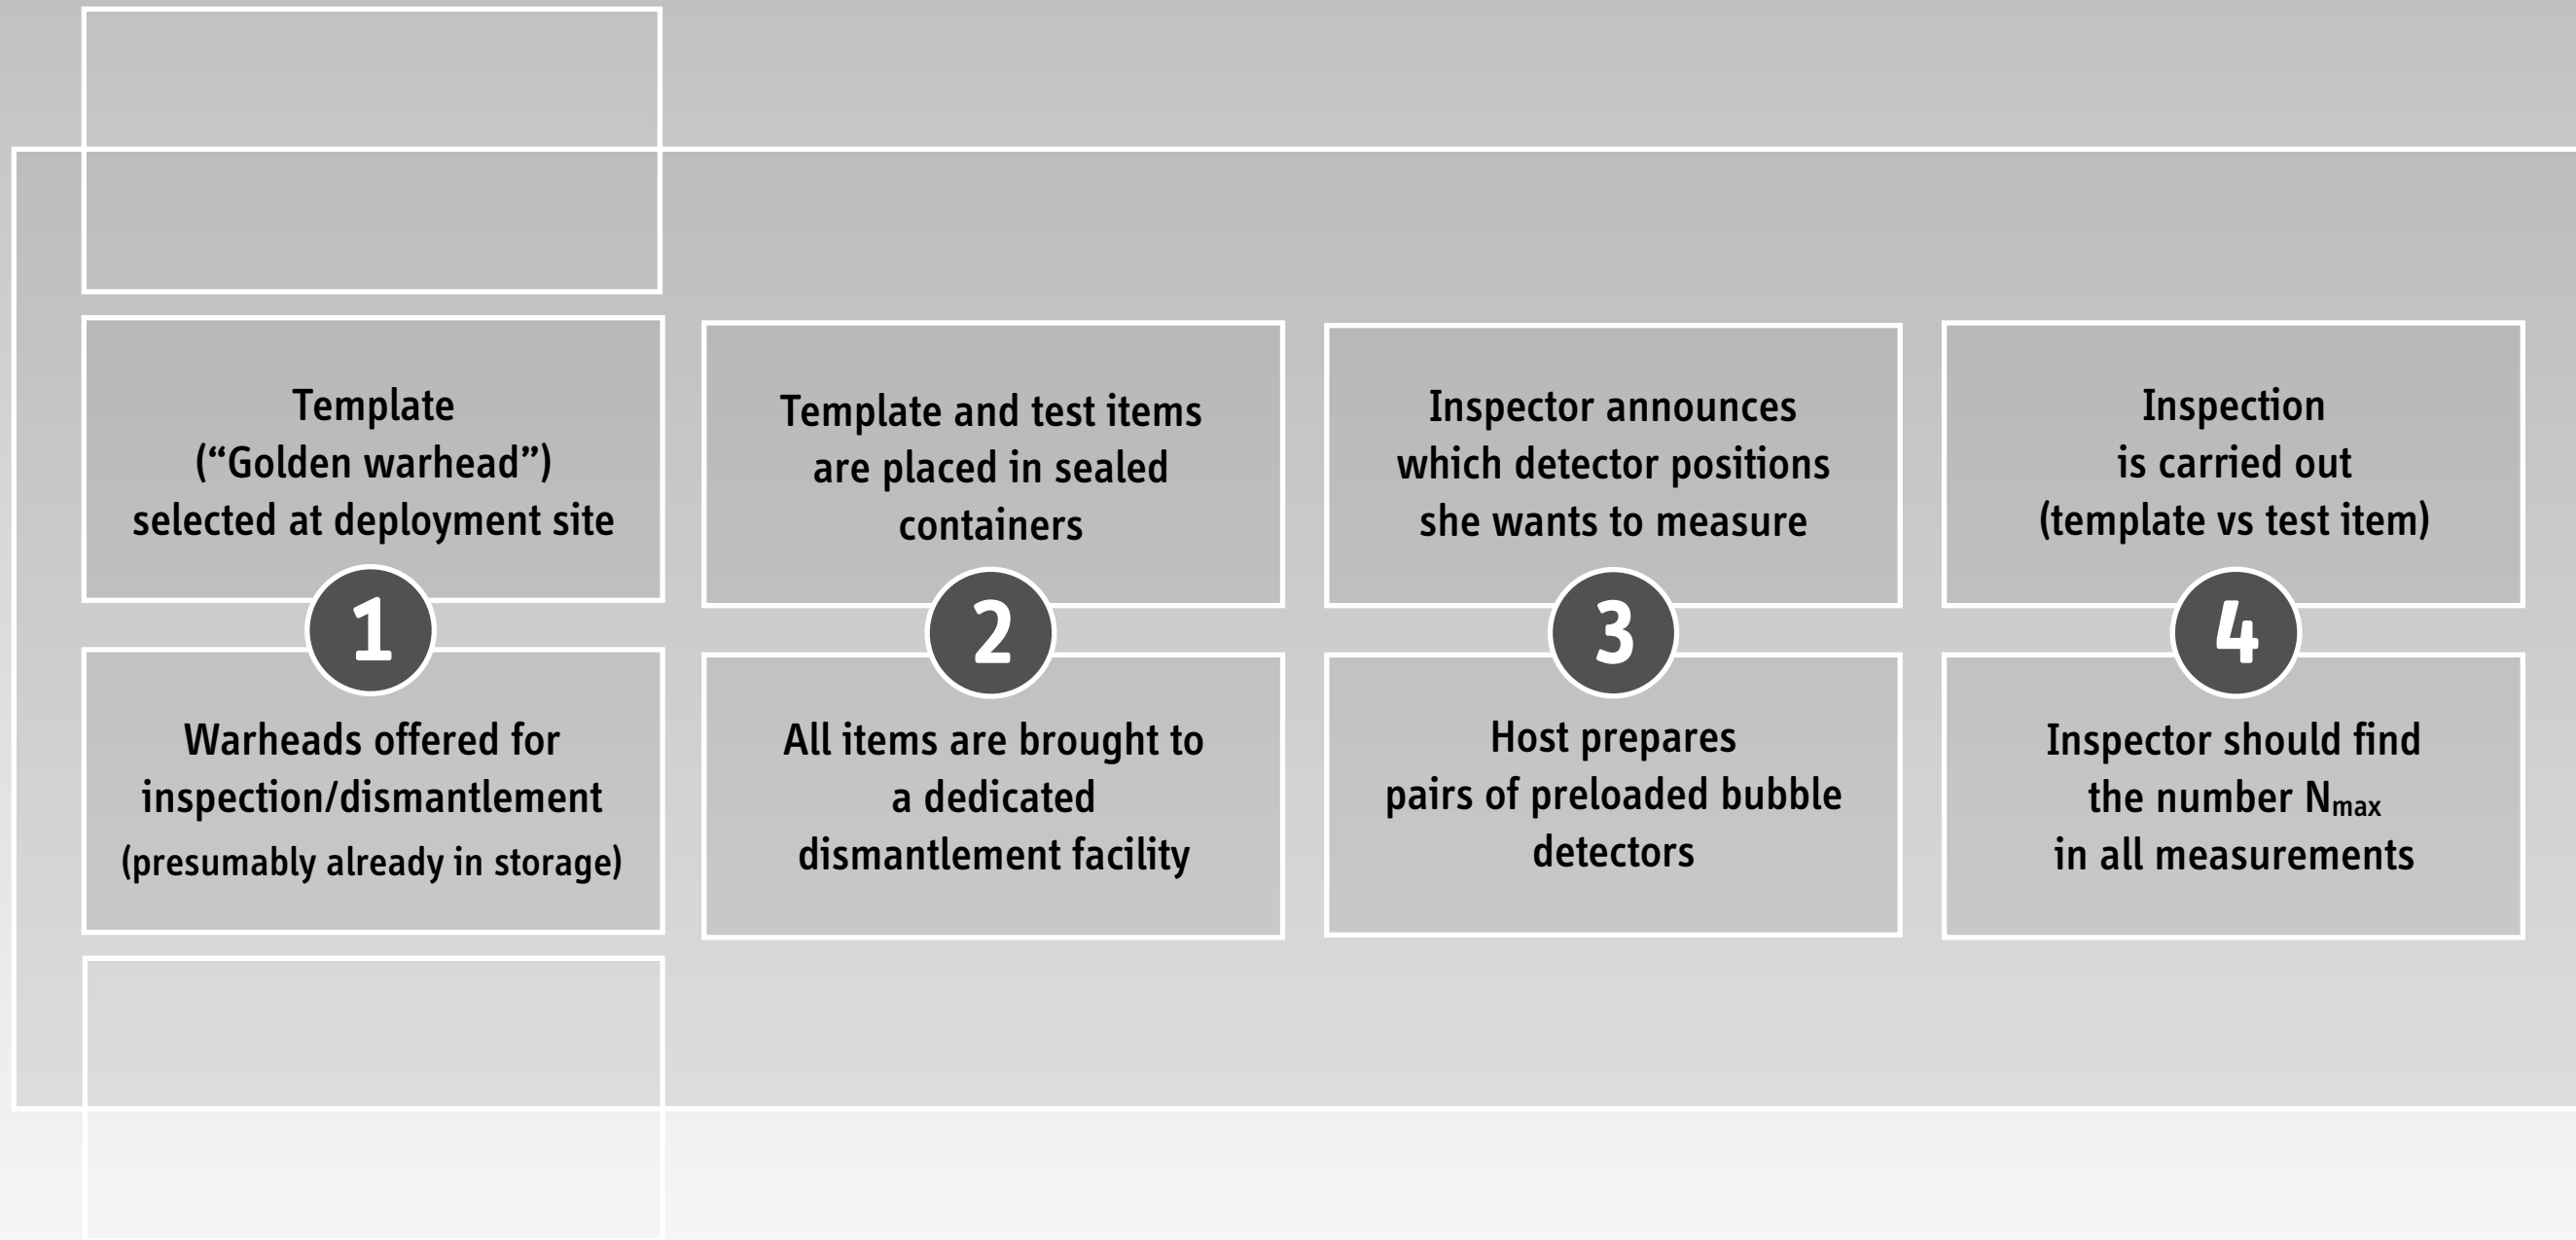 Template
(“Golden warhead”)
selected at deployment site
1
Warheads offered for
inspection/dismantlement
(presumably already in storage)
Template and test items
are placed in sealed
containers
2
All items are brought to
a dedicated
dismantlement facility
Inspector announces
which detector positions
she wants to measure
3
Host prepares
pairs of preloaded bubble
detectors
Inspection
is carried out
(template vs test item)
4
Inspector should find
the number Nmax
in all measurements